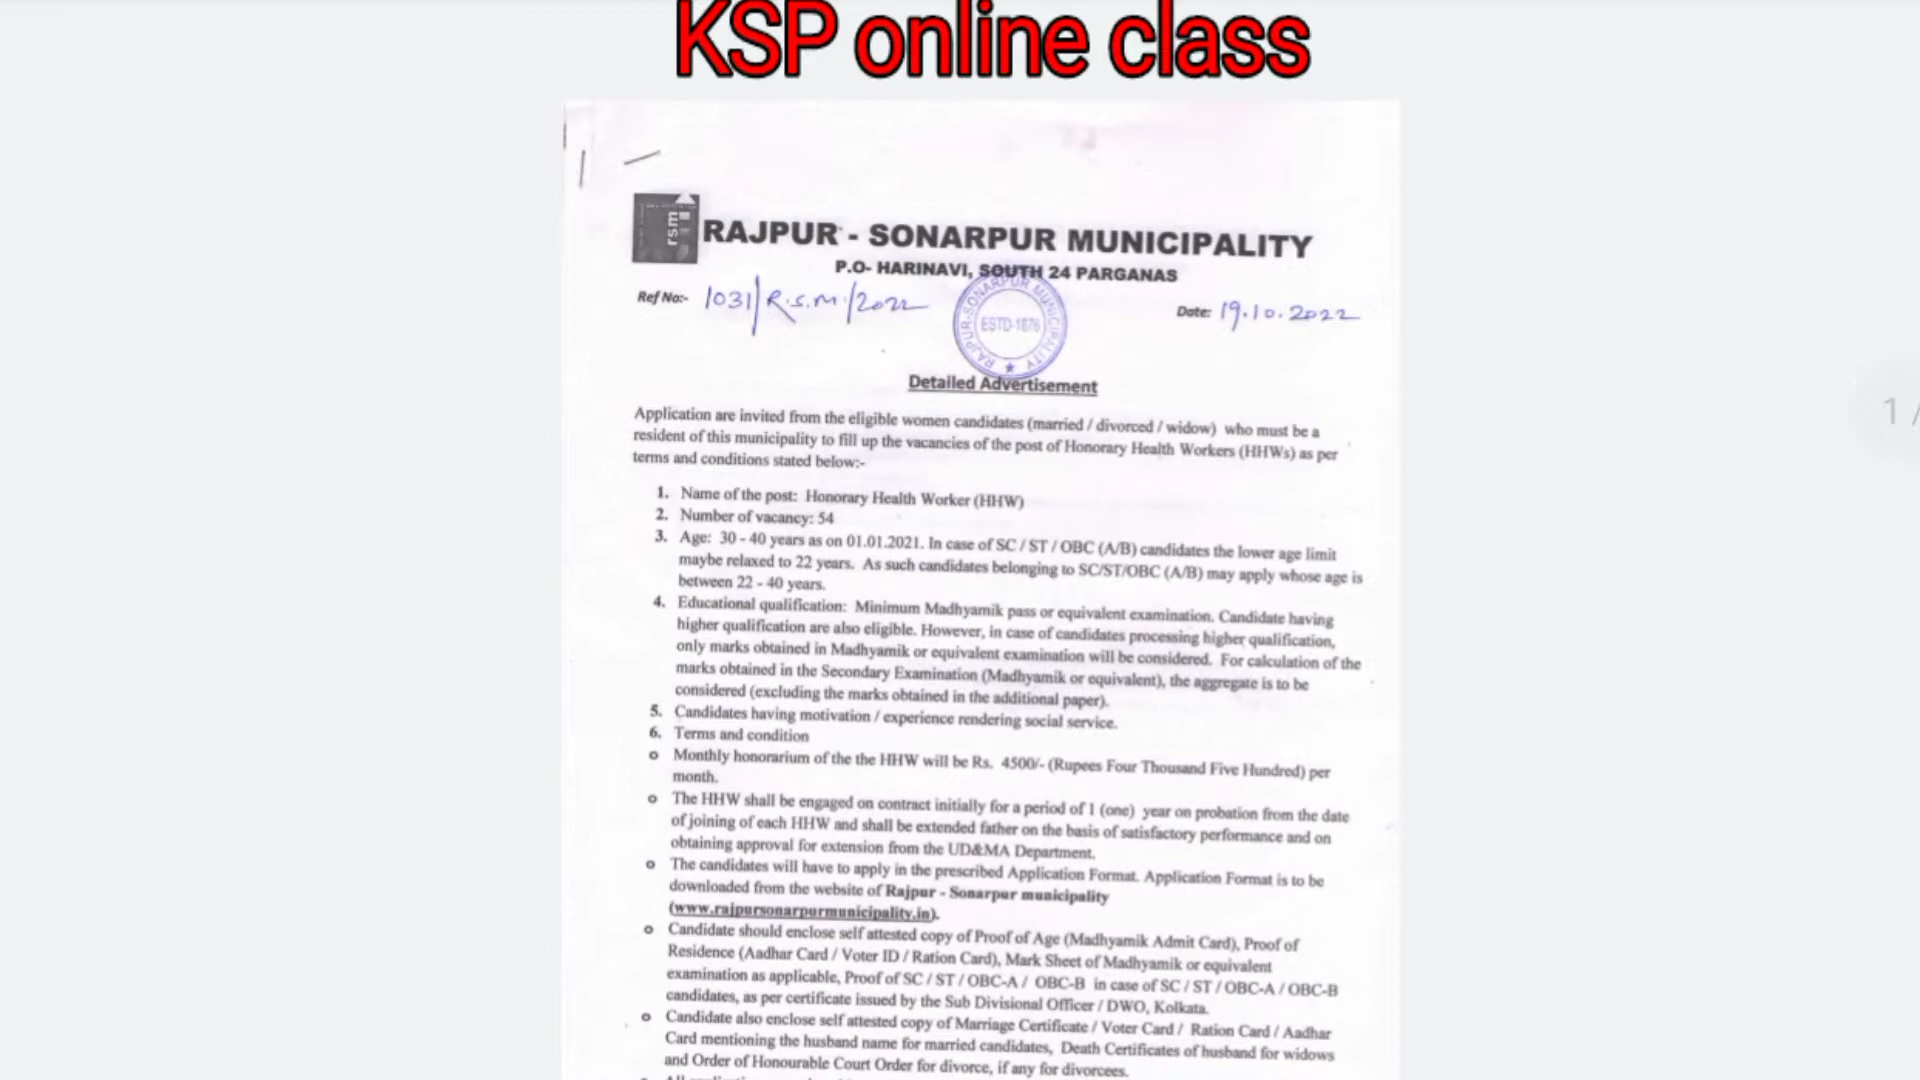 KSP online class
rsm
RAJPUR - SONARPUR MUNICIPALITY
P.O- HARINAVI, SOUTH 24 PARGANAS
Ref No:- 1031/R.S.M/2022
RAJPUR-SONARPUR MUNICIPALITY
ESTD-1876
Date: 19.10.2022
Detailed Advertisement
Application are invited from the eligible women candidates (married / divorced / widow) who must be a
resident of this municipality to fill up the vacancies of the post of Honorary Health Workers (HHWs) as per
terms and conditions stated below:-
1. Name of the post: Honorary Health Worker (HHW)
2. Number of vacancy: 54
3. Age: 30 - 40 years as on 01.01.2021. In case of SC / ST / OBC (A/B) candidates the lower age limit
maybe relaxed to 22 years. As such candidates belonging to SC/ST/OBC (A/B) may apply whose age is
between 22 - 40 years.
4. Educational qualification: Minimum Madhyamik pass or equivalent examination. Candidate having
higher qualification are also eligible. However, in case of candidates processing higher qualification,
only marks obtained in Madhyamik or equivalent examination will be considered. For calculation of the
marks obtained in the Secondary Examination (Madhyamik or equivalent), the aggregate is to be
considered (excluding the marks obtained in the additional paper).
5. Candidates having motivation / experience rendering social service.
6. Terms and condition
o Monthly honorarium of the the HHW will be Rs. 4500/- (Rupees Four Thousand Five Hundred) per
month.
o The HHW shall be engaged on contract initially for a period of 1 (one) year on probation from the date
of joining of each HHW and shall be extended father on the basis of satisfactory performance and on
obtaining approval for extension from the UD&MA Department.
o The candidates will have to apply in the prescribed Application Format. Application Format is to be
downloaded from the website of Rajpur - Sonarpur municipality
(www.rajpursonarpurmunicipality.in).
o Candidate should enclose self attested copy of Proof of Age (Madhyamik Admit Card), Proof of
Residence (Aadhar Card / Voter ID / Ration Card), Mark Sheet of Madhyamik or equivalent
examination as applicable, Proof of SC / ST / OBC-A / OBC-B in case of SC / ST / OBC-A / OBC-B
candidates, as per certificate issued by the Sub Divisional Officer / DWO, Kolkata.
o Candidate also enclose self attested copy of Marriage Certificate / Voter Card / Ration Card / Aadhar
Card mentioning the husband name for married candidates, Death Certificates of husband for widows
and Order of Honourable Court Order for divorce, if any for divorcees.
1 /